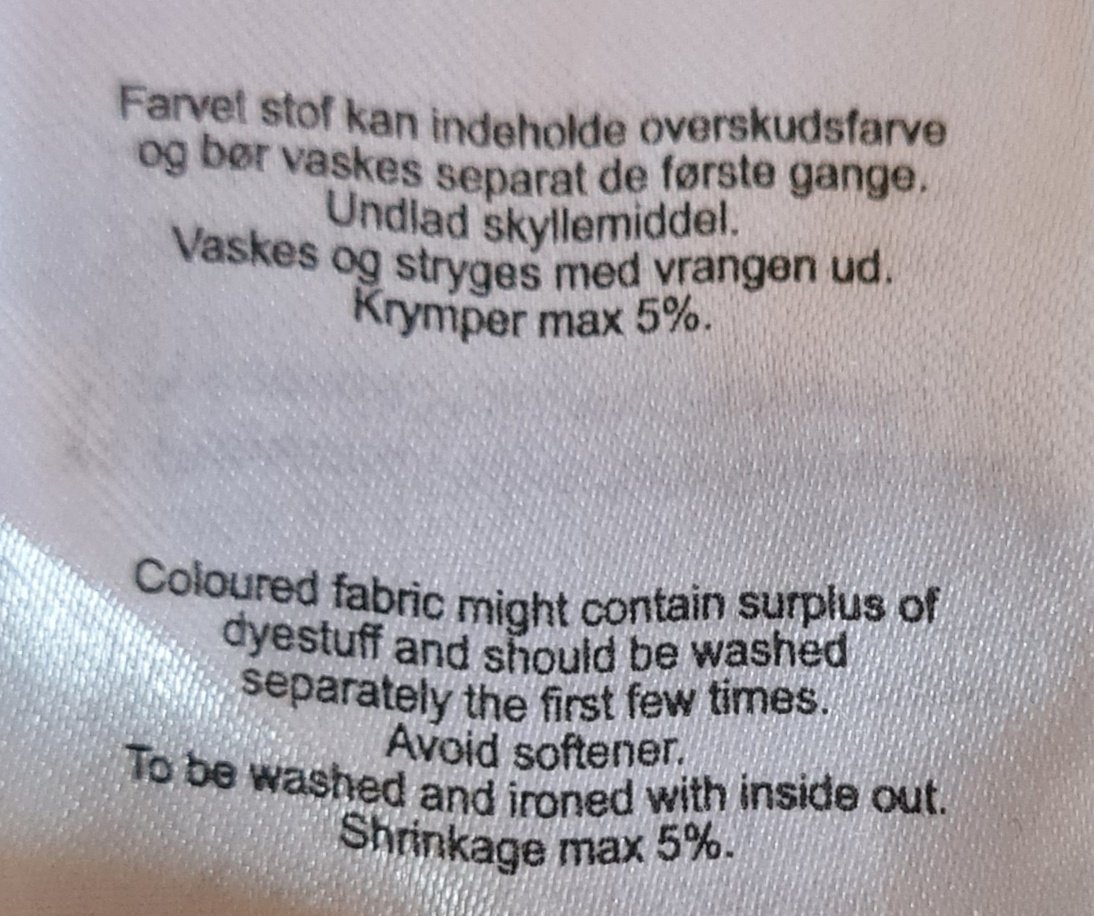 Farvet stof kan indeholde overskudsfarve
og bør vaskes separat de første gange.
Undlad skyllemiddel.
Vaskes og stryges med vrangen ud.
Krymper max 5%.
Coloured fabric might contain surplus of
dyestuff and should be washed
separately the first few times.
Avoid softener.
To be washed and ironed with inside out.
Shrinkage max 5%.